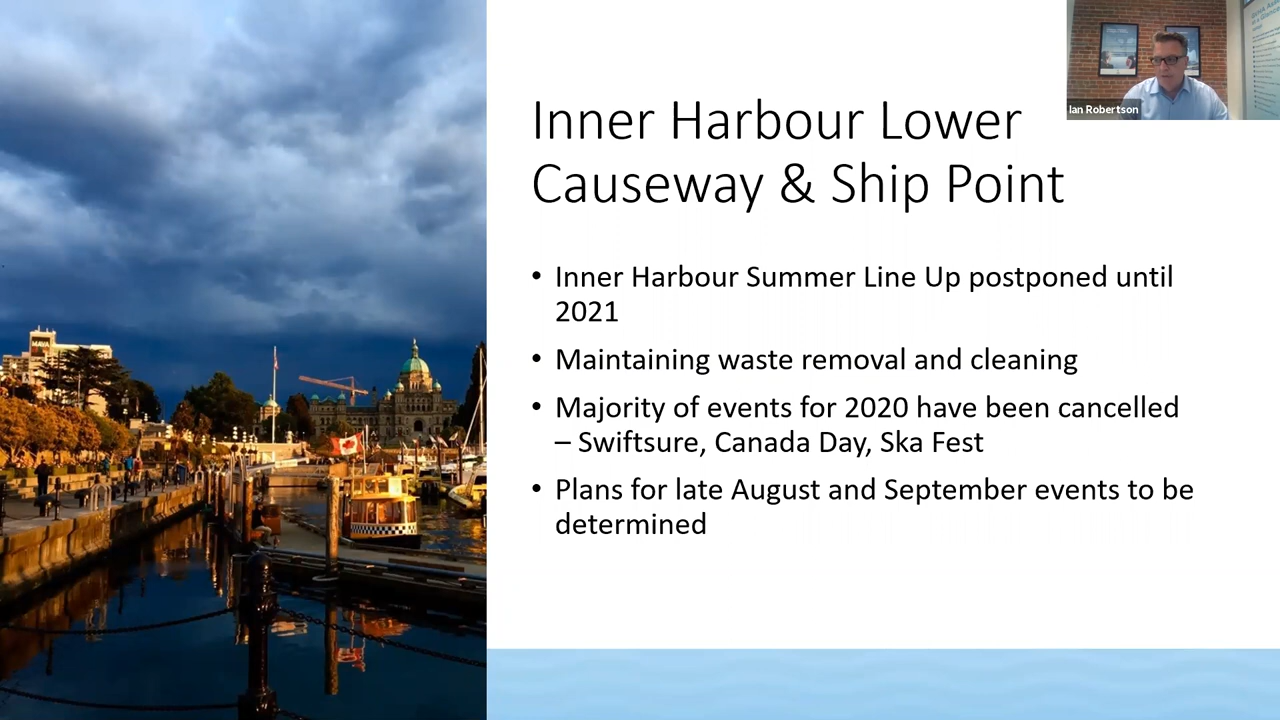 Inner Harbour Lower
Causeway & Ship Point
Ian Robertson
• Inner Harbour Summer Line Up postponed until
2021
• Maintaining waste removal and cleaning
• Majority of events for 2020 have been cancelled
– Swiftsure, Canada Day, Ska Fest
• Plans for late August and September events to be
determined